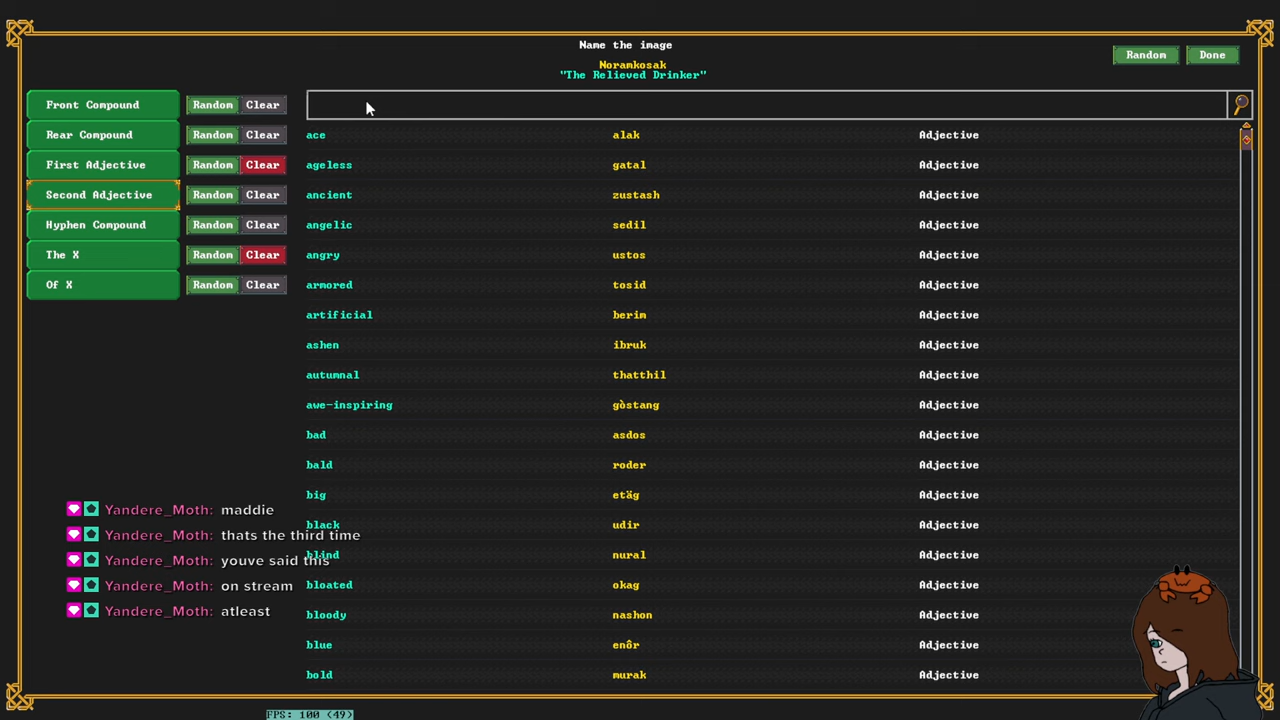 Name the image
Noramkosak
"The Relieved Drinker"
Random Done
Front Compound Random Clear
Rear Compound Random Clear
First Adjective Random Clear
Second Adjective Random Clear
Hyphen Compound Random Clear
The X Random Clear
Of X Random Clear
ace alak Adjective
ageless gatal Adjective
ancient zustash Adjective
angelic sedil Adjective
angry ustos Adjective
armored tosid Adjective
artificial berim Adjective
ashen ibruk Adjective
autumnal thatthil Adjective
awe-inspiring gòstang Adjective
bad asdos Adjective
bald roder Adjective
big etäg Adjective
black udir Adjective
blind nural Adjective
bloated okag Adjective
bloody nashon Adjective
blue enôr Adjective
bold murak Adjective
Yandere_Moth: maddie
Yandere_Moth: thats the third time
Yandere_Moth: youve said this
Yandere_Moth: on stream
Yandere_Moth: atleast
FPS: 100 (49)